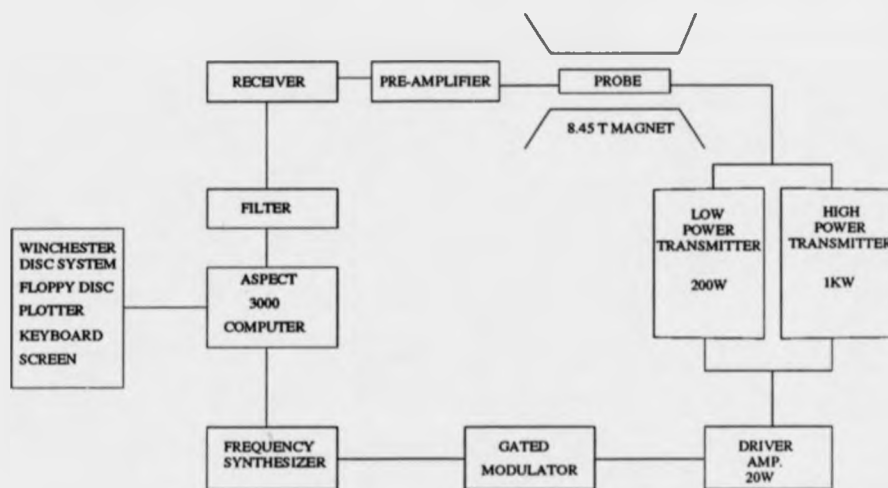 RECEIVER
PRE-AMPLIFIER
PROBE
8.45 T MAGNET
FILTER
LOW
POWER
TRANSMITTER
200W
HIGH
POWER
TRANSMITTER
1KW
WINCHESTER
DISC SYSTEM
FLOPPY DISC
PLOTTER
KEYBOARD
SCREEN
ASPECT
3000
COMPUTER
FREQUENCY
SYNTHESIZER
GATED
MODULATOR
DRIVER
AMP.
20W